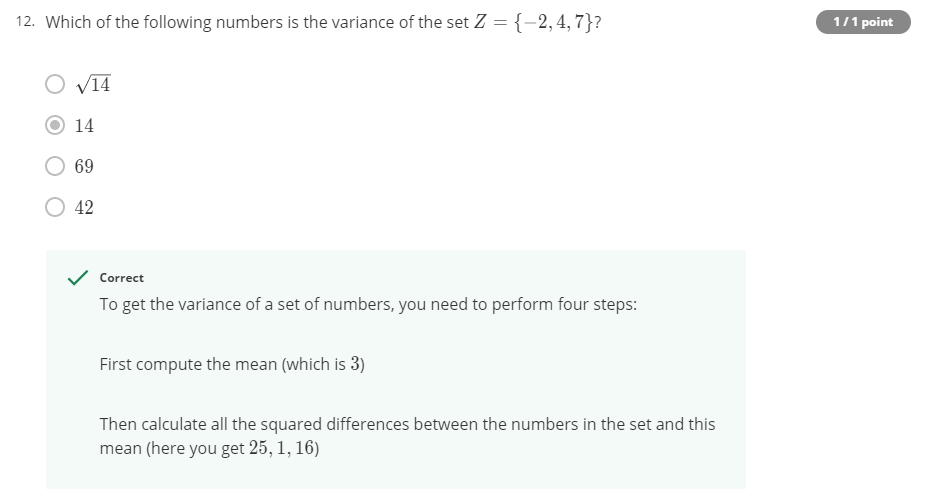 12. Which of the following numbers is the variance of the set Z = {−2, 4, 7}?
1 / 1 point
√14
14
69
42
Correct
To get the variance of a set of numbers, you need to perform four steps:
First compute the mean (which is 3)
Then calculate all the squared differences between the numbers in the set and this
mean (here you get 25, 1, 16)